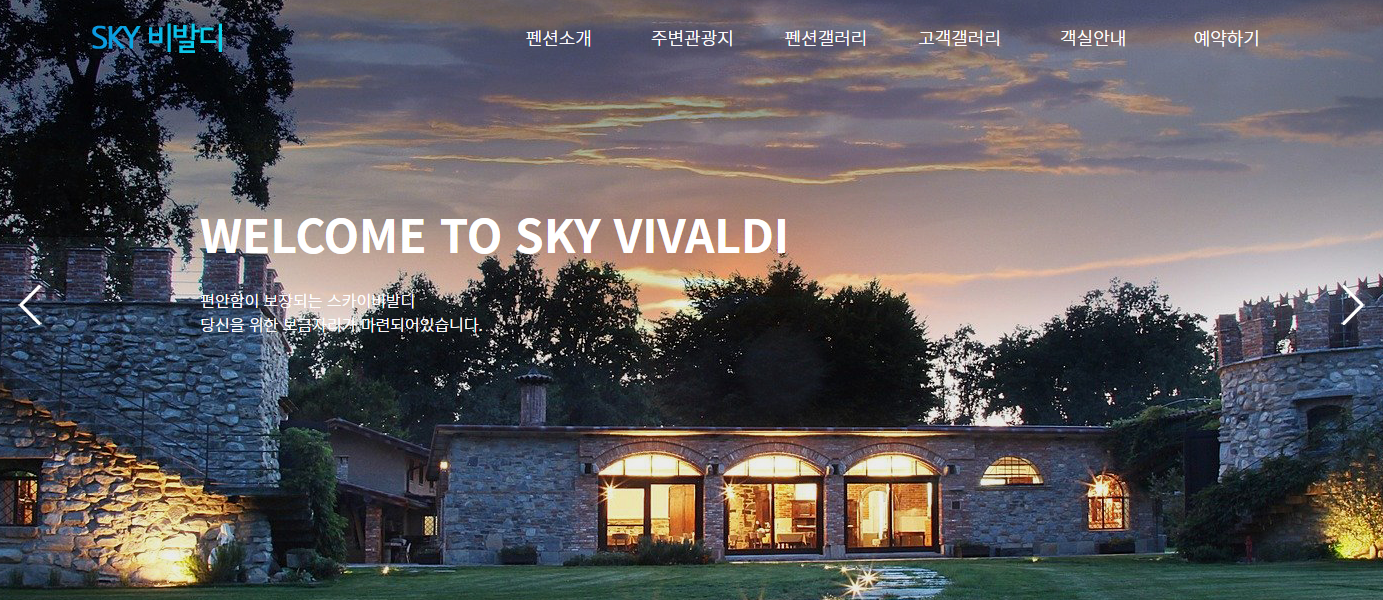 SKY 비발디
펜션소개 주변관광지 펜션갤러리 고객갤러리 객실안내 예약하기
WELCOME TO SKY VIVALDI
편안함이 보장되는 스카이비발디
당신을 위한 보금자리가 마련되어있습니다.